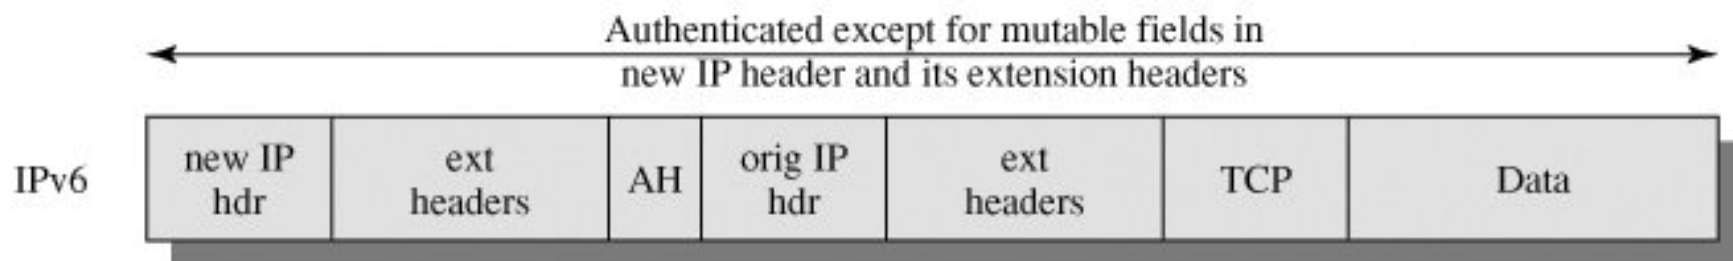 Authenticated except for mutable fields in
new IP header and its extension headers
IPv6
new IP
hdr
ext
headers
AH
orig IP
hdr
ext
headers
TCP
Data